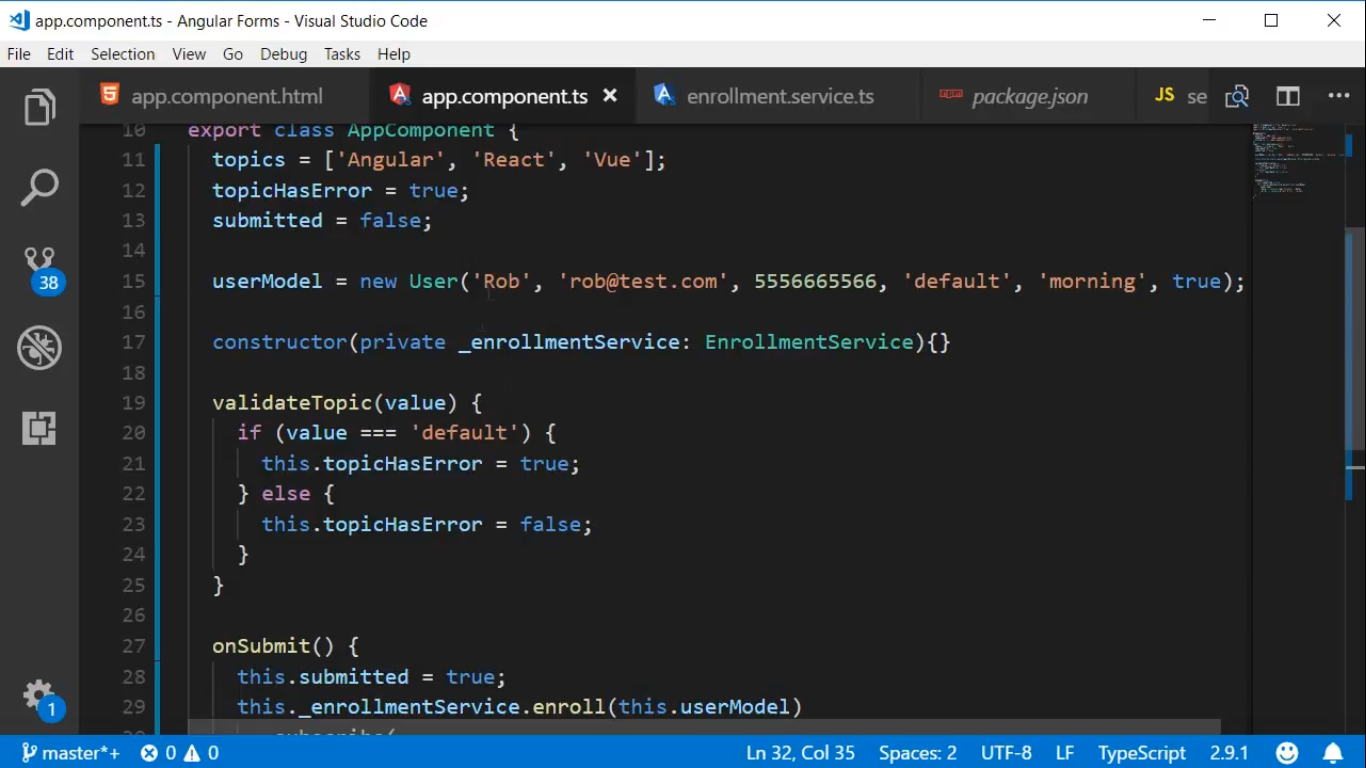 app.component.ts - Angular Forms - Visual Studio Code
File Edit Selection View Go Debug Tasks Help
app.component.html app.component.ts enrollment.service.ts package.json JS se
10 export class AppComponent {
11 topics = ['Angular', 'React', 'Vue'];
12 topicHasError = true;
13 submitted = false;
14
15 userModel = new User('Rob', 'rob@test.com', 5556665566, 'default', 'morning', true);
16
17 constructor(private _enrollmentService: EnrollmentService){}
18
19 validateTopic(value) {
20 if (value === 'default') {
21 this.topicHasError = true;
22 } else {
23 this.topicHasError = false;
24 }
25 }
26
27 onSubmit() {
28 this.submitted = true;
29 this._enrollmentService.enroll(this.userModel)
30 .subscribe(
38
1
master*+ 0 0 Ln 32, Col 35 Spaces: 2 UTF-8 LF TypeScript 2.9.1